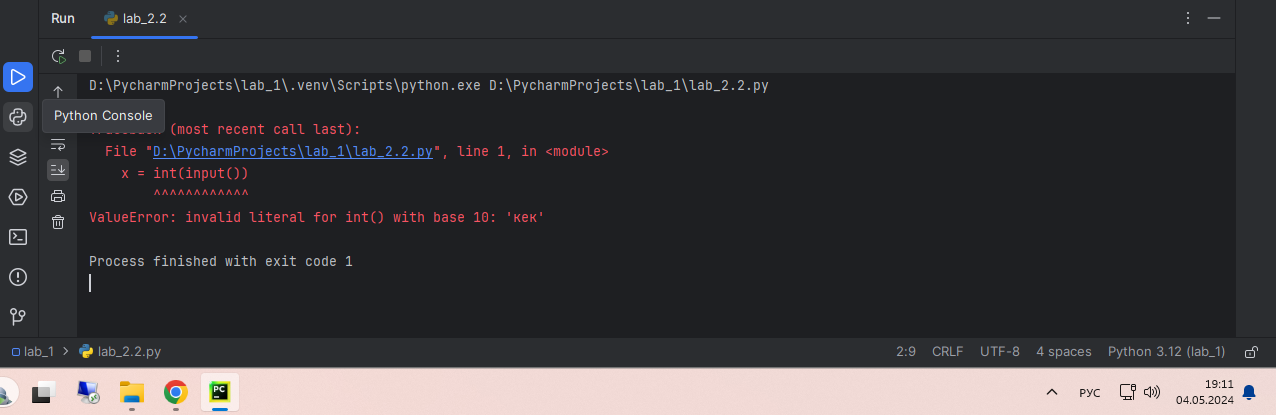 Run
lab_2.2
D:\PycharmProjects\lab_1\.venv\Scripts\python.exe D:\PycharmProjects\lab_1\lab_2.2.py
Python Console
(most recent call last):
File "D:\PycharmProjects\lab_1\lab_2.2.py", line 1, in <module>
x = int(input())
^^^^^^^^^^^^
ValueError: invalid literal for int() with base 10: 'кек'
Process finished with exit code 1
lab_1 > lab_2.2.py 2:9 CRLF UTF-8 4 spaces Python 3.12 (lab_1)
PC
РУС
19:11
04.05.2024